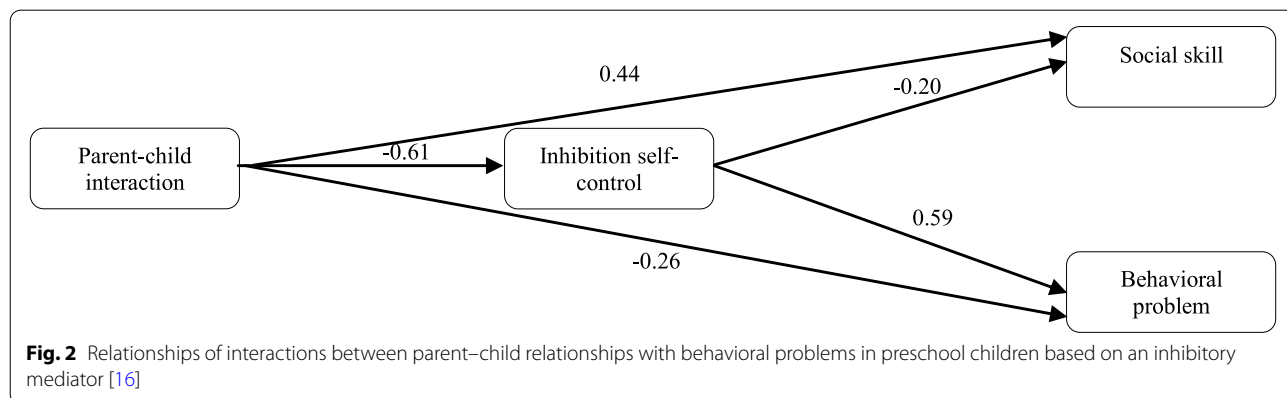 Social skill
0.44
-0.20
Parent-child
interaction
-0.61
Inhibition self-
control
0.59
-0.26
Behavioral
problem
Fig. 2 Relationships of interactions between parent–child relationships with behavioral problems in preschool children based on an inhibitory
mediator [16]